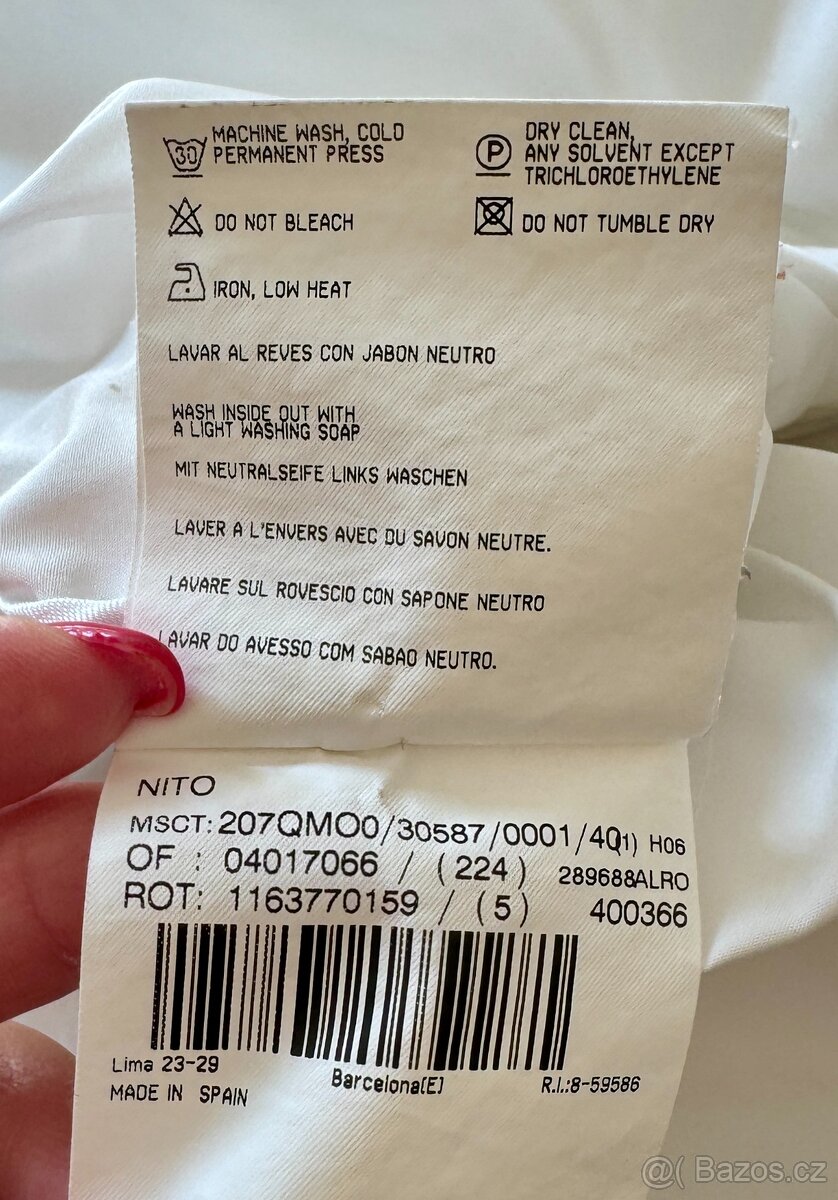 30 MACHINE WASH, COLD
PERMANENT PRESS
P DRY CLEAN,
ANY SOLVENT EXCEPT
TRICHLOROETHYLENE
DO NOT BLEACH
DO NOT TUMBLE DRY
IRON, LOW HEAT
LAVAR AL REVES CON JABON NEUTRO
WASH INSIDE OUT WITH
A LIGHT WASHING SOAP
MIT NEUTRALSEIFE LINKS WASCHEN
LAVER A L'ENVERS AVEC DU SAVON NEUTRE.
LAVARE SUL ROVESCIO CON SAPONE NEUTRO
LAVAR DO AVESSO COM SABAO NEUTRO.
NITO
MSCT: 207QMO0/30587/0001/40(1) H06
OF : 04017066 / (224) 289688ALRO
ROT: 1163770159 / (5) 400366
Lima 23-29 Barcelona(E) R.I.:8-59586
MADE IN SPAIN
@( Bazos.cz